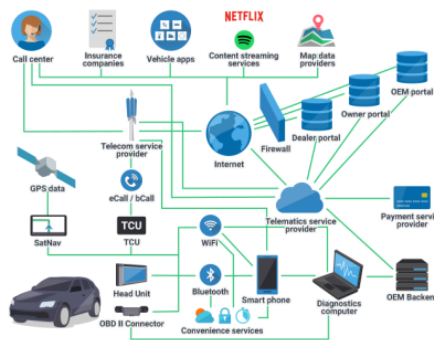 NETFLIX
Call center
Insurance
companies
Vehicle apps
Content streaming
services
Map data
providers
OEM portal
Owner portal
Dealer portal
Firewall
Internet
Telecom service
provider
GPS data
eCall / bCall
Telematics service
provider
Payment servi
provider
SatNav
TCU
TCU
WiFi
Head Unit
Bluetooth
Smart phone
Diagnostics
computer
OEM Backen
OBD II Connector
Convenience services